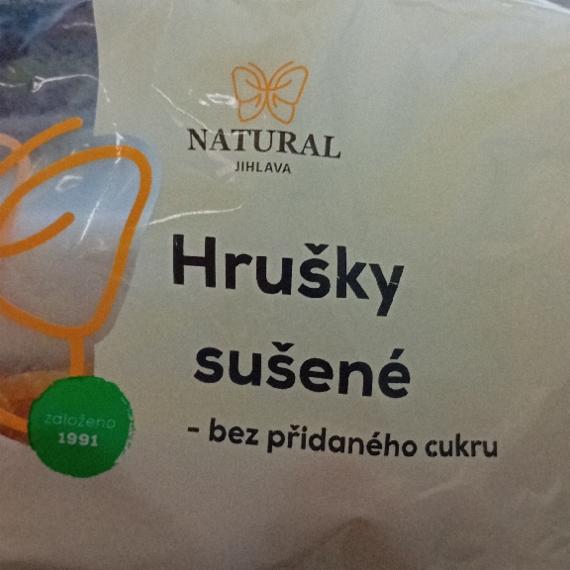 NATURAL
JIHLAVA
Hrušky
sušené
- bez přidaného cukru
založeno
1991